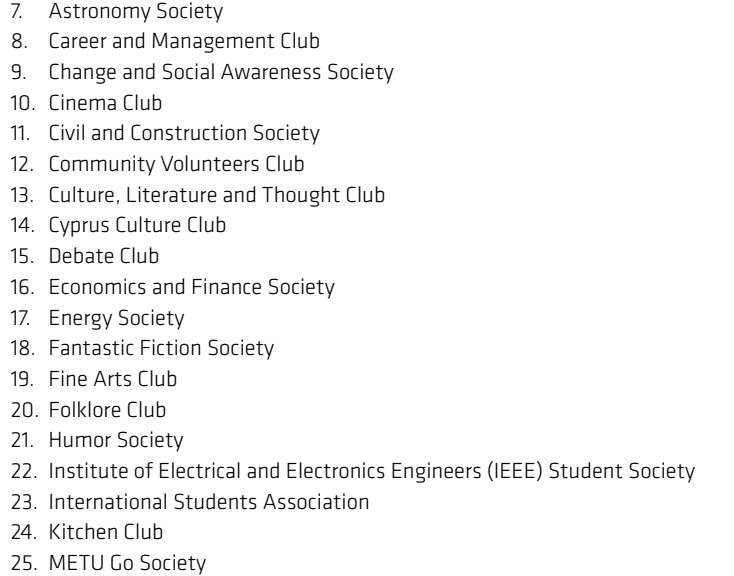 7. Astronomy Society
8. Career and Management Club
9. Change and Social Awareness Society
10. Cinema Club
11. Civil and Construction Society
12. Community Volunteers Club
13. Culture, Literature and Thought Club
14. Cyprus Culture Club
15. Debate Club
16. Economics and Finance Society
17. Energy Society
18. Fantastic Fiction Society
19. Fine Arts Club
20. Folklore Club
21. Humor Society
22. Institute of Electrical and Electronics Engineers (IEEE) Student Society
23. International Students Association
24. Kitchen Club
25. METU Go Society